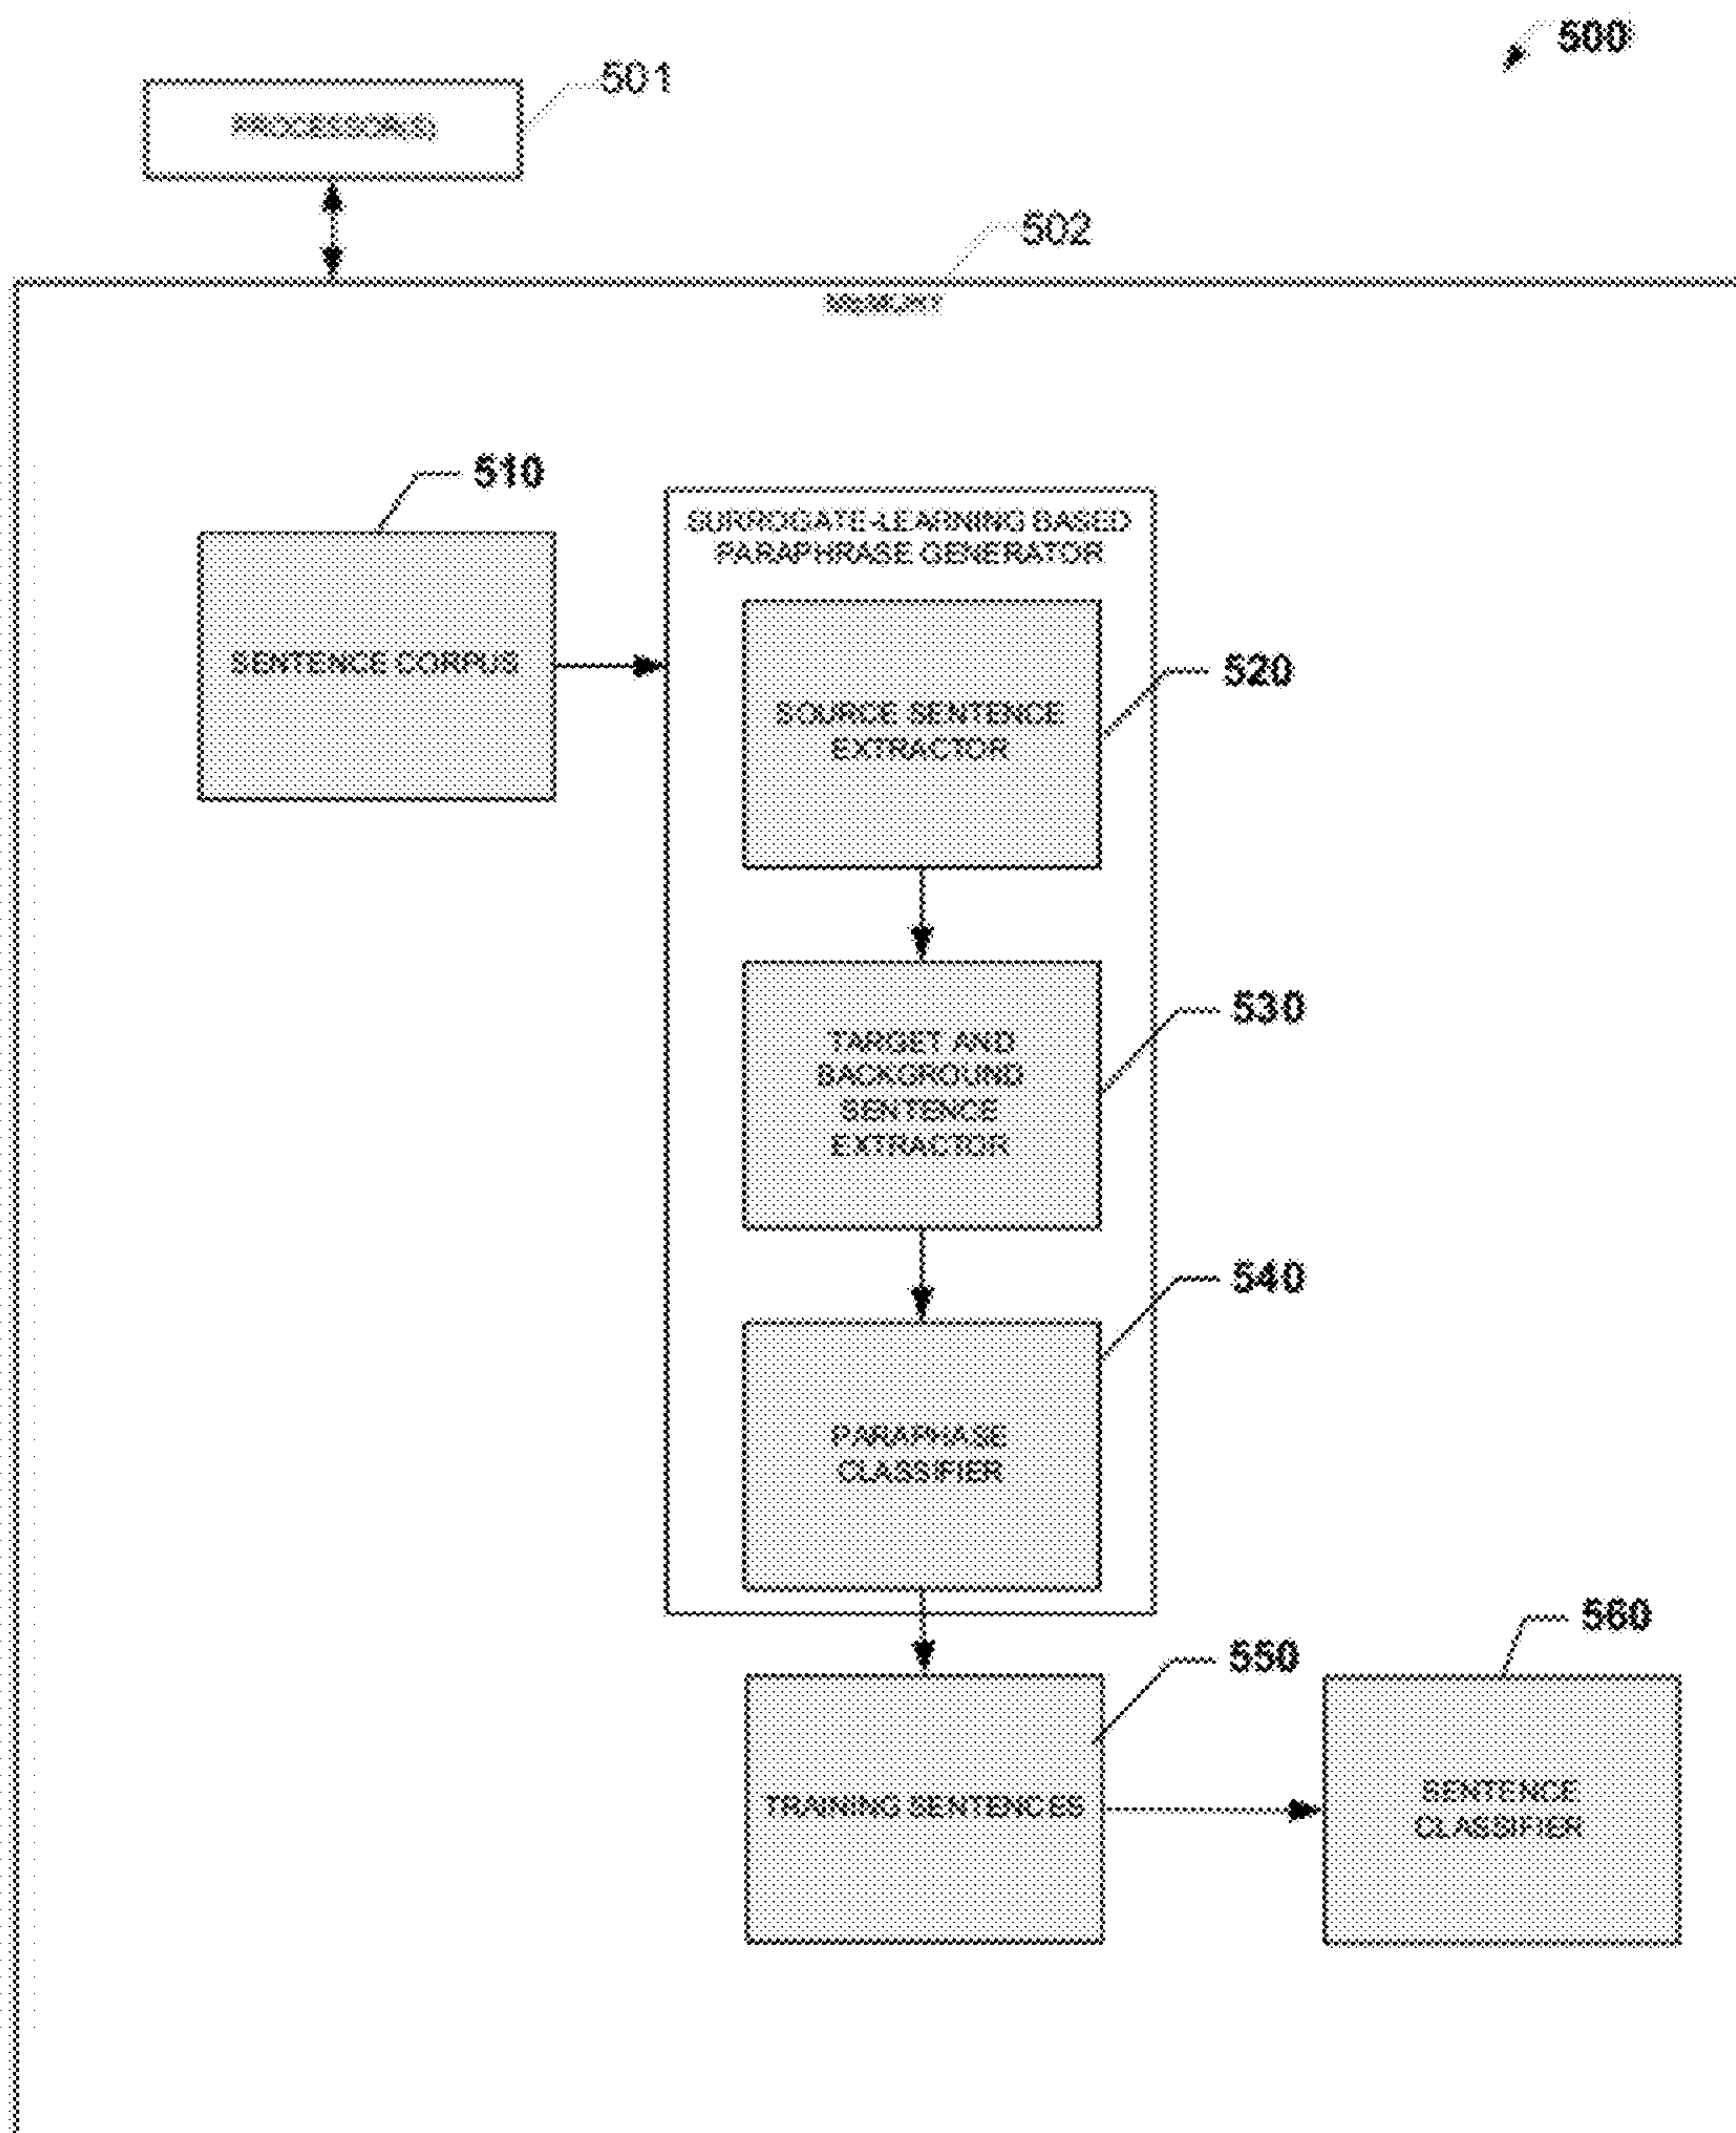 500
501
PROCESSOR(S)
502
MEMORY
510
SURROGATE-LEARNING BASED
PARAPHRASE GENERATOR
SENTENCE CORPUS
520
SOURCE SENTENCE
EXTRACTOR
530
TARGET AND
BACKGROUND
SENTENCE
EXTRACTOR
540
PARAPHASE
CLASSIFIER
560
550
TRAINING SENTENCES
SENTENCE
CLASSIFIER